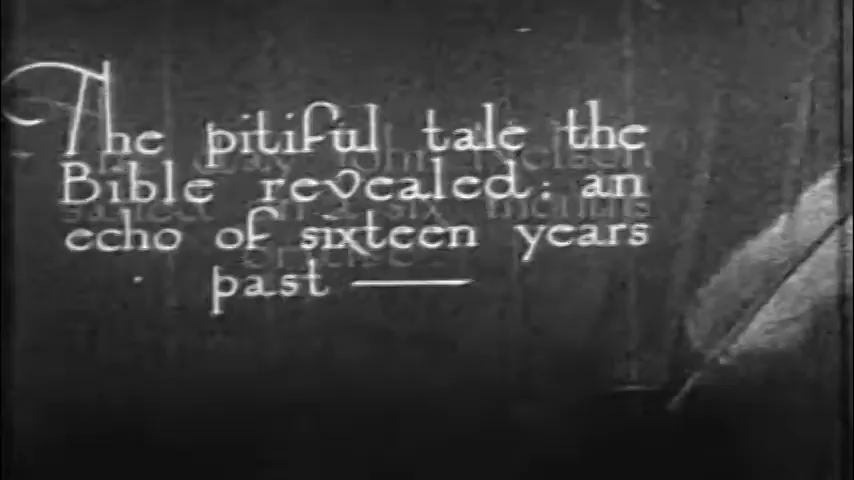 The pitiful tale the
Bible revealed: an
echo of sixteen years
past —